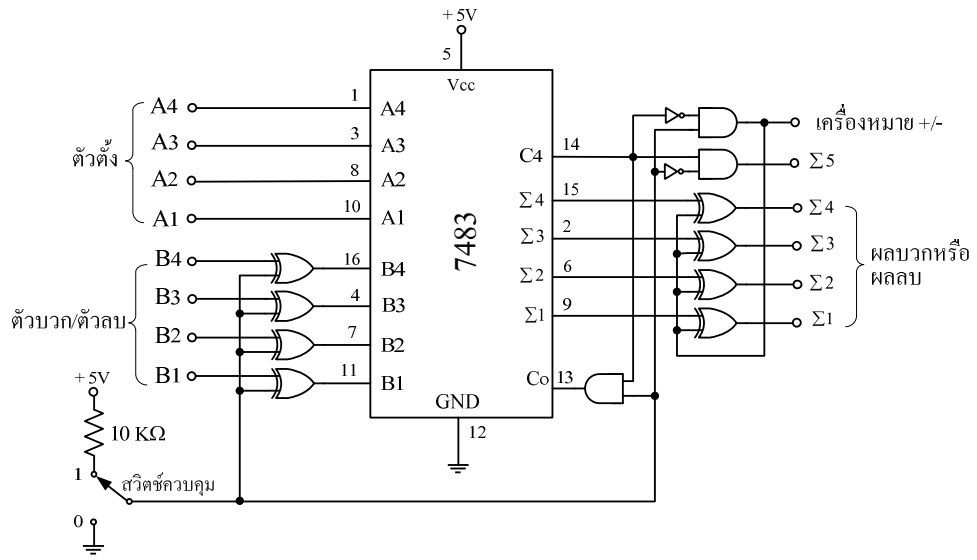 +5V
5
Vcc
A4
1
A4
A3
3
A3
A2
8
A2
A1
10
A1
ตัวตั้ง
B4
16
B4
B3
4
B3
B2
7
B2
B1
11
B1
ตัวบวก/ตัวลบ
7483
C4
14
Σ4
15
Σ3
2
Σ2
6
Σ1
9
Co
13
GND
12
เครื่องหมาย +/-
Σ5
Σ4
Σ3
Σ2
Σ1
ผลบวกหรือ
ผลลบ
+5V
10 KΩ
1
สวิตช์ควบคุม
0